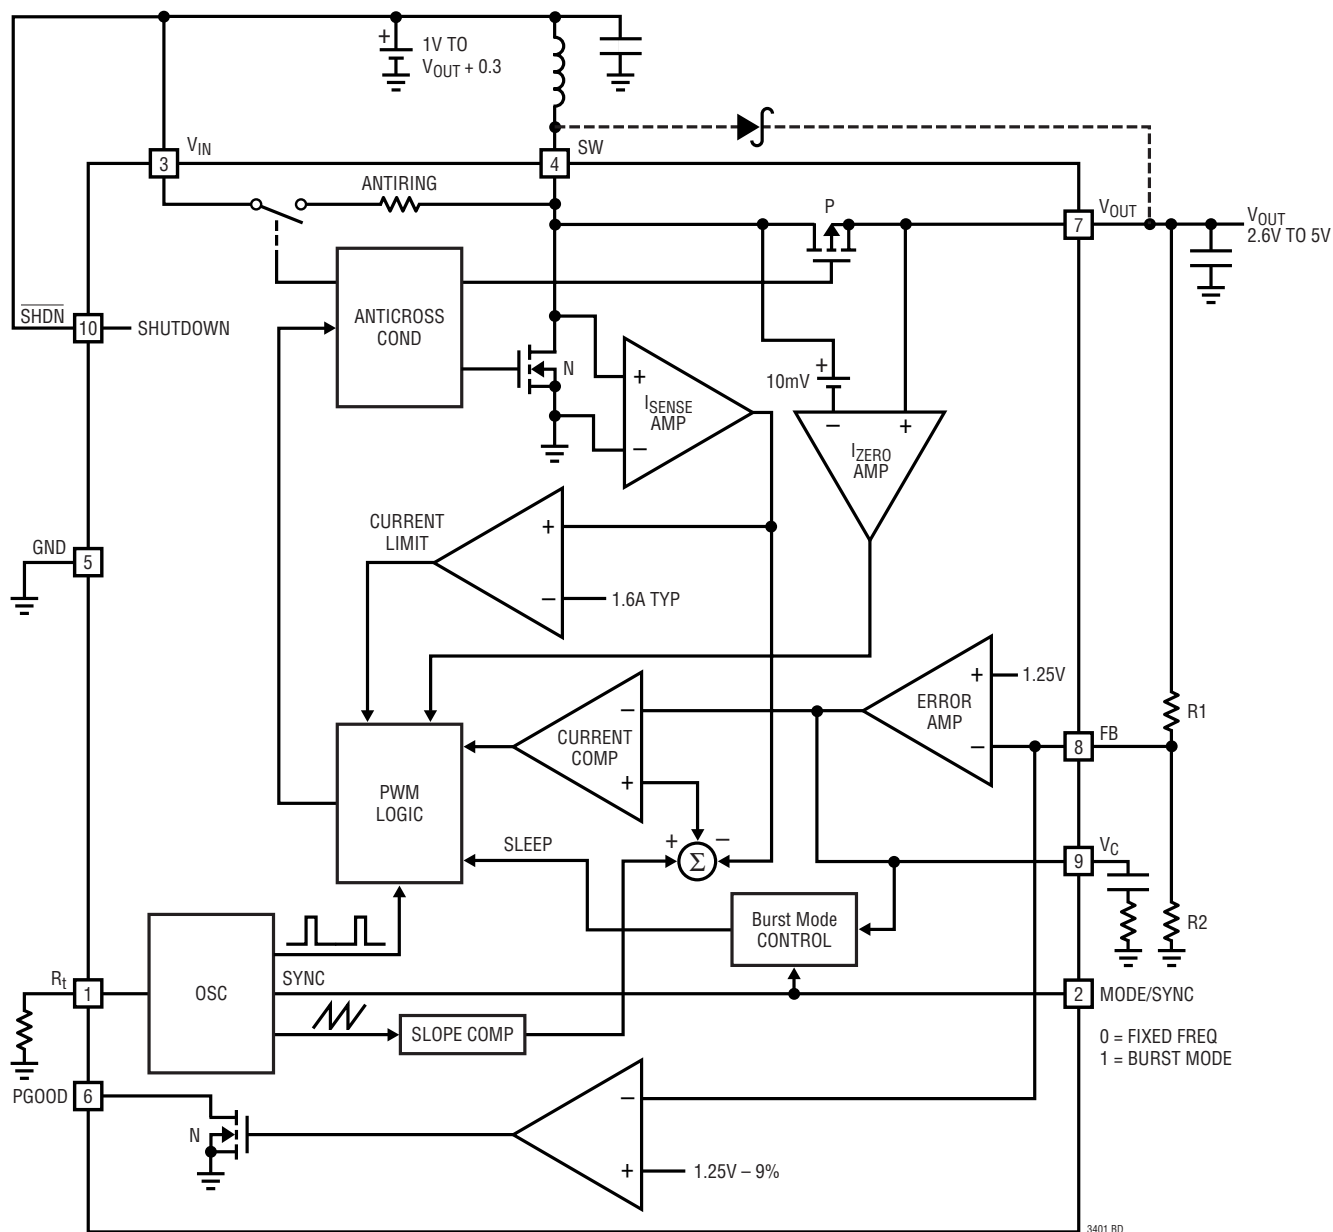 +
1V TO
VOUT + 0.3
3
VIN
4
SW
ANTIRING
P
7
VOUT
VOUT
2.6V TO 5V
SHDN
10
SHUTDOWN
ANTICROSS
COND
N
+
ISENSE
AMP
–
+
10mV
–
+
IZERO
AMP
CURRENT
LIMIT
+
–
1.6A TYP
GND
5
+
1.25V
ERROR
AMP
–
R1
FB
8
–
CURRENT
COMP
+
PWM
LOGIC
SLEEP
+
–
Σ
VC
9
R2
Burst Mode
CONTROL
Rt
1
OSC
SYNC
2
MODE/SYNC
0 = FIXED FREQ
1 = BURST MODE
SLOPE COMP
PGOOD
6
N
–
+
1.25V – 9%
3401 BD